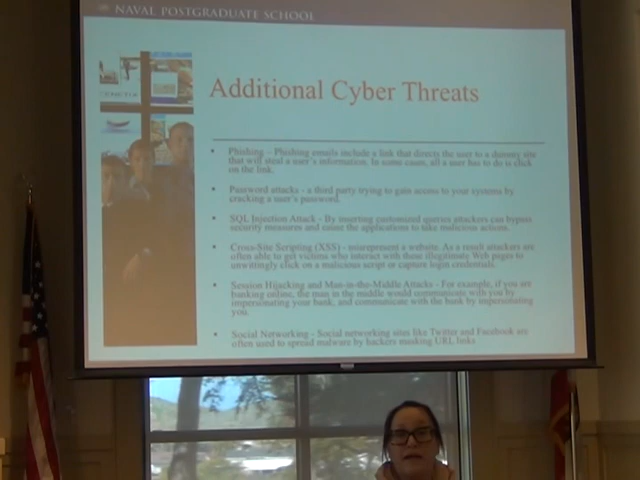 NAVAL POSTGRADUATE SCHOOL
Additional Cyber Threats
• Phishing – Phishing emails include a link that directs the user to a dummy site
that will steal a user's information. In some cases, all a user has to do is click
on the link.
• Password attacks - a third party trying to gain access to your systems by
cracking a user's password.
• SQL Injection Attack - By inserting customized queries attackers can bypass
security measures and cause the applications to take malicious actions.
• Cross-Site Scripting (XSS) - misrepresent a website. As a result attackers are
often able to get victims who interact with these illegitimate Web pages to
unwittingly click on a malicious script or capture login credentials.
• Session Hijacking and Man-in-the-Middle Attacks - For example, if you are
banking online, the man in the middle would communicate with you by
impersonating your bank, and communicate with the bank by impersonating
you.
• Social Networking - Social networking sites like Twitter and Facebook are
often used to spread malware by hackers masking URL links